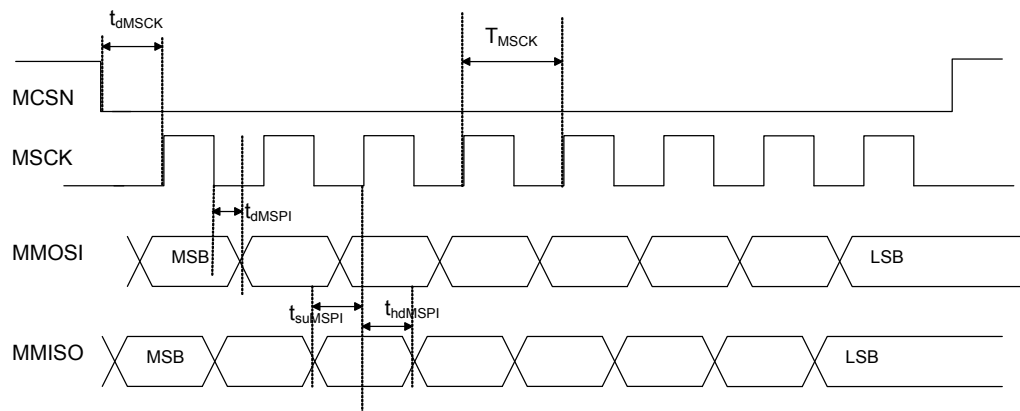 tdMSCK
TMSCK
MCSN
MSCK
tdMSPI
MMOSI
MSB
LSB
tsuMSPI
thdMSPI
MMISO
MSB
LSB